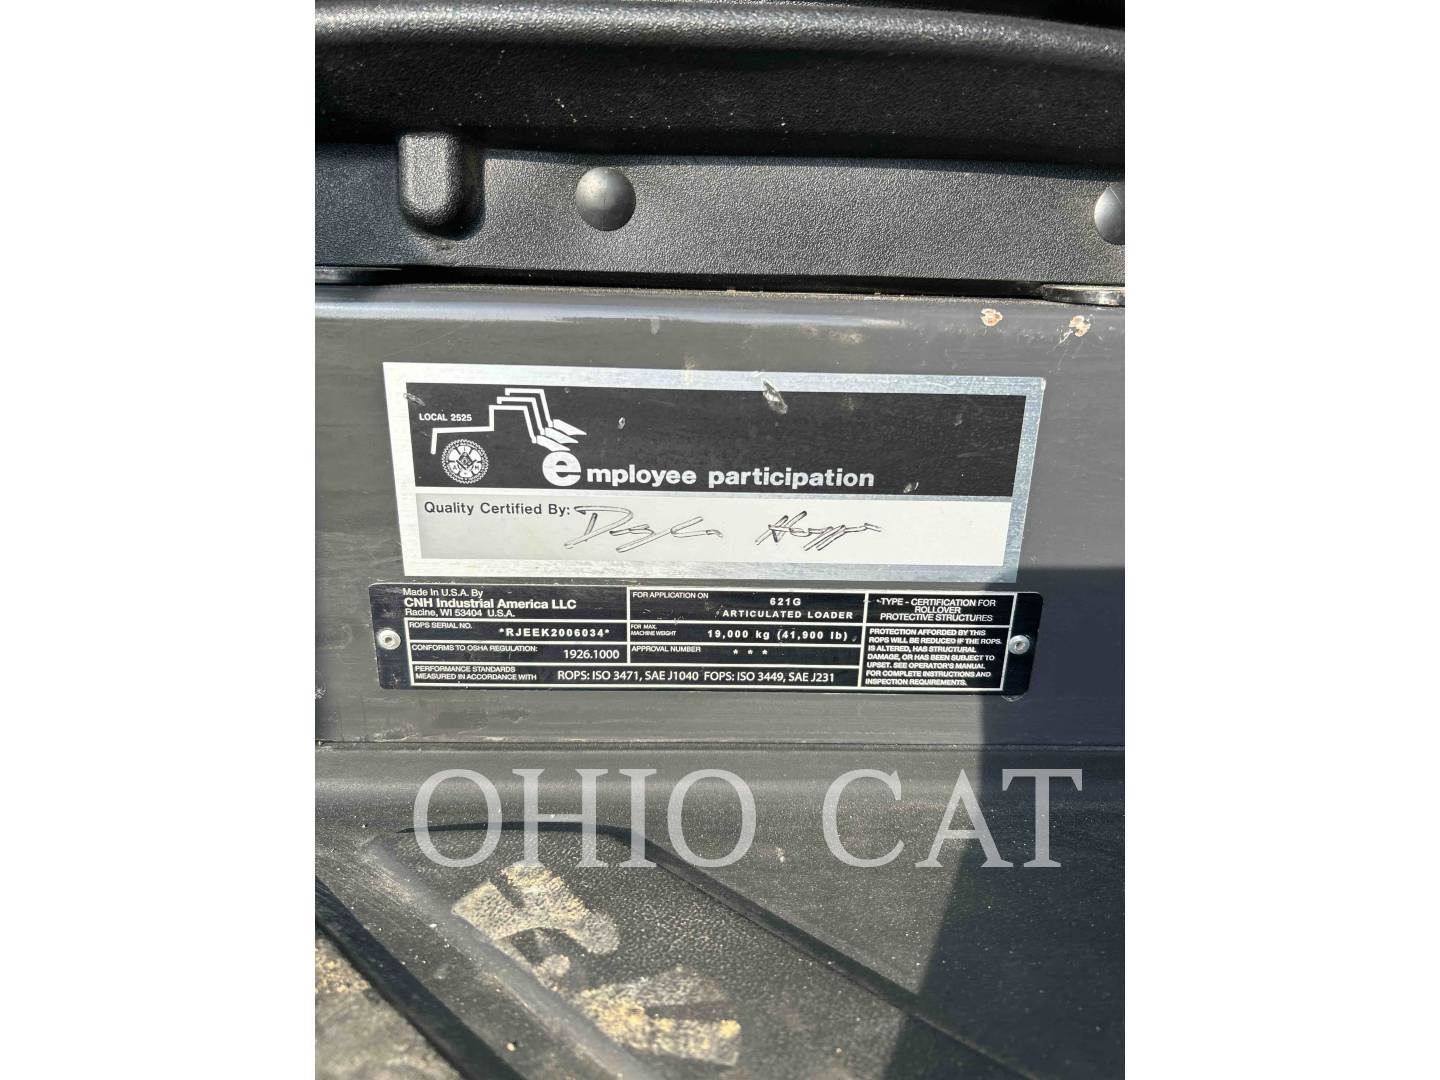 LOCAL 2525
employee participation
Quality Certified By:
Made In U.S.A. By
CNH Industrial America LLC
Racine, WI 53404 U.S.A.
ROPS SERIAL NO.
*RJEEK2006034*
CONFORMS TO OSHA REGULATION:
1926.1000
FOR APPLICATION ON
621G
ARTICULATED LOADER
FOR MAX.
MACHINE WEIGHT
19,000 kg (41,900 lb)
APPROVAL NUMBER
* * *
PERFORMANCE STANDARDS
MEASURED IN ACCORDANCE WITH
ROPS: ISO 3471, SAE J1040 FOPS: ISO 3449, SAE J231
-TYPE - CERTIFICATION FOR
ROLLOVER
PROTECTIVE STRUCTURES
PROTECTION AFFORDED BY THIS
ROPS WILL BE REDUCED IF THE ROPS.
IS ALTERED, HAS STRUCTURAL
DAMAGE, OR HAS BEEN SUBJECT TO
UPSET. SEE OPERATOR'S MANUAL
FOR COMPLETE INSTRUCTIONS AND
INSPECTION REQUIREMENTS.
OHIO CAT